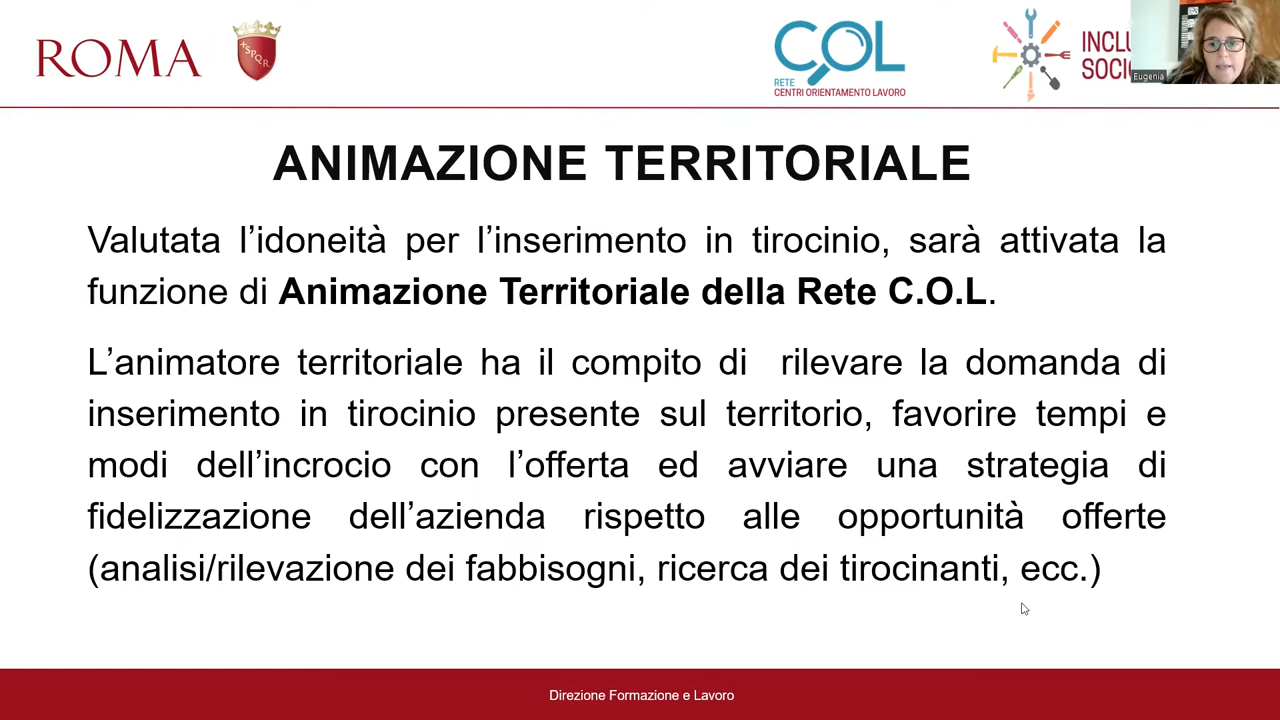 ROMA
SPQR
COL
RETE
CENTRI ORIENTAMENTO LAVORO
INCLU
SOCIO
Eugenia
ANIMAZIONE TERRITORIALE
Valutata l’idoneità per l’inserimento in tirocinio, sarà attivata la
funzione di Animazione Territoriale della Rete C.O.L.
L’animatore territoriale ha il compito di rilevare la domanda di
inserimento in tirocinio presente sul territorio, favorire tempi e
modi dell’incrocio con l’offerta ed avviare una strategia di
fidelizzazione dell’azienda rispetto alle opportunità offerte
(analisi/rilevazione dei fabbisogni, ricerca dei tirocinanti, ecc.)
Direzione Formazione e Lavoro